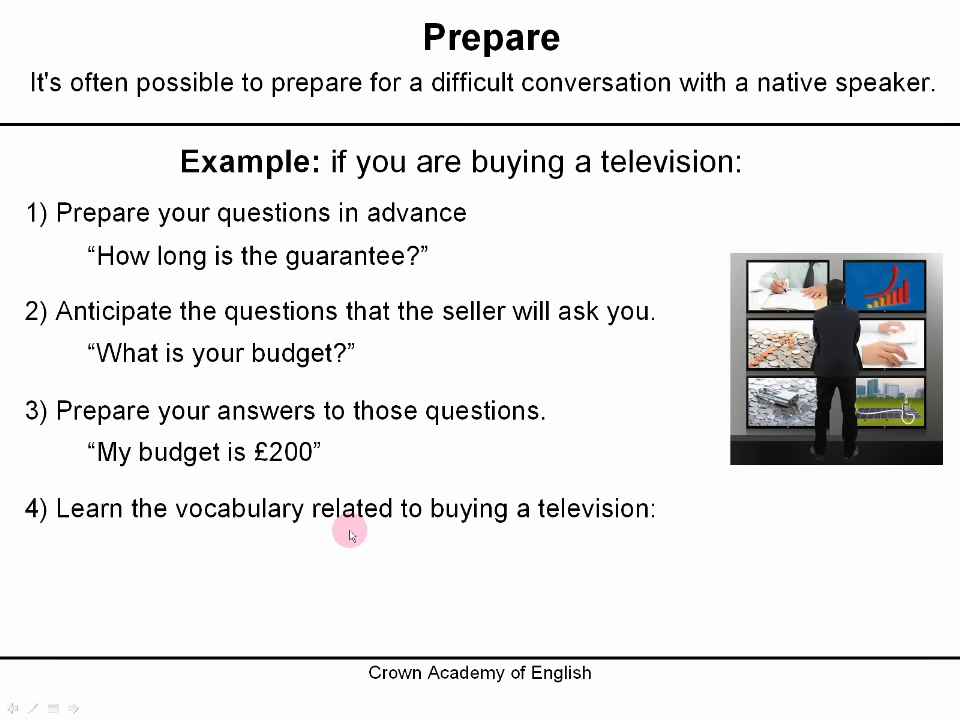 Prepare
It's often possible to prepare for a difficult conversation with a native speaker.
Example: if you are buying a television:
1) Prepare your questions in advance
“How long is the guarantee?”
2) Anticipate the questions that the seller will ask you.
“What is your budget?”
3) Prepare your answers to those questions.
“My budget is £200”
4) Learn the vocabulary related to buying a television:
Crown Academy of English